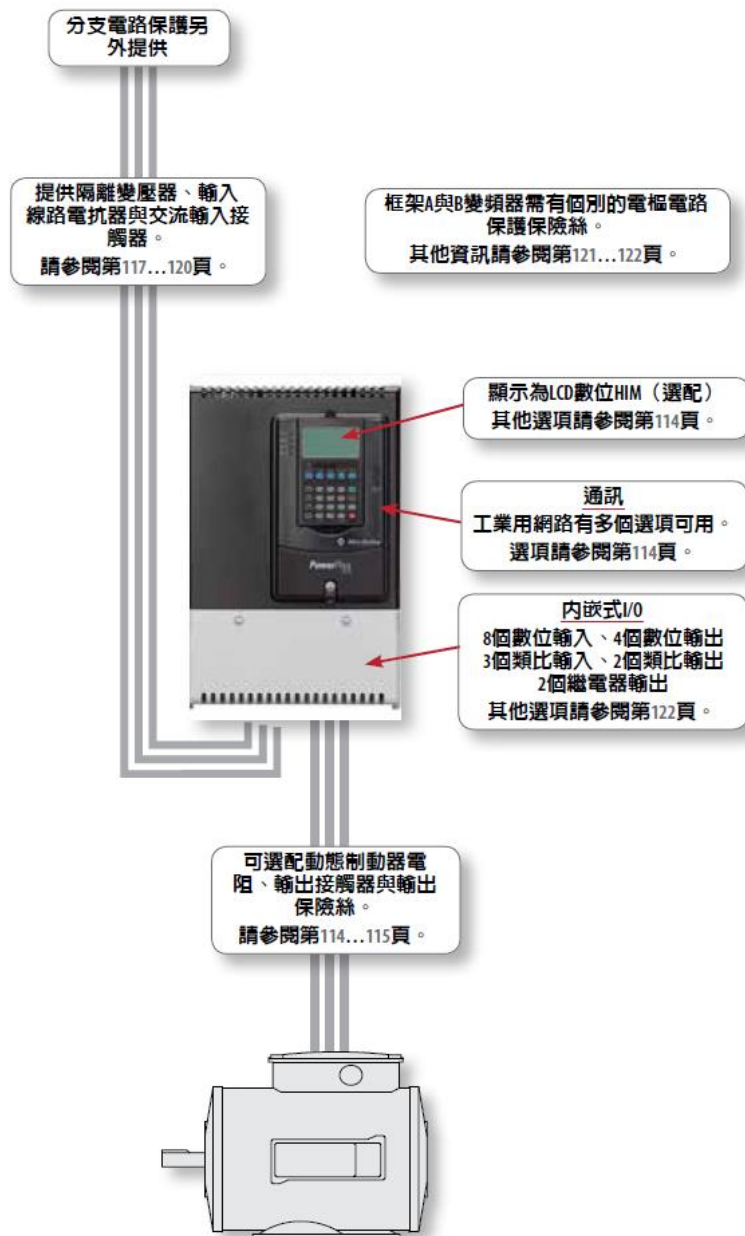 分支電路保護另
外提供
提供隔離變壓器、輸入
線路電抗器與交流輸入接
觸器。
請參閱第117...120頁。
框架A與B變頻器需有個別的電樞電路
保護保險絲。
其他資訊請參閱第121...122頁。
顯示為LCD數位HIM（選配）
其他選項請參閱第114頁。
通訊
工業用網路有多個選項可用。
選項請參閱第114頁。
內嵌式I/O
8個數位輸入、4個數位輸出
3個類比輸入、2個類比輸出
2個繼電器輸出
其他選項請參閱第122頁。
Allen-Bradley
PowerFlex
可選配動態制動器電
阻、輸出接觸器與輸出
保險絲。
請參閱第114...115頁。